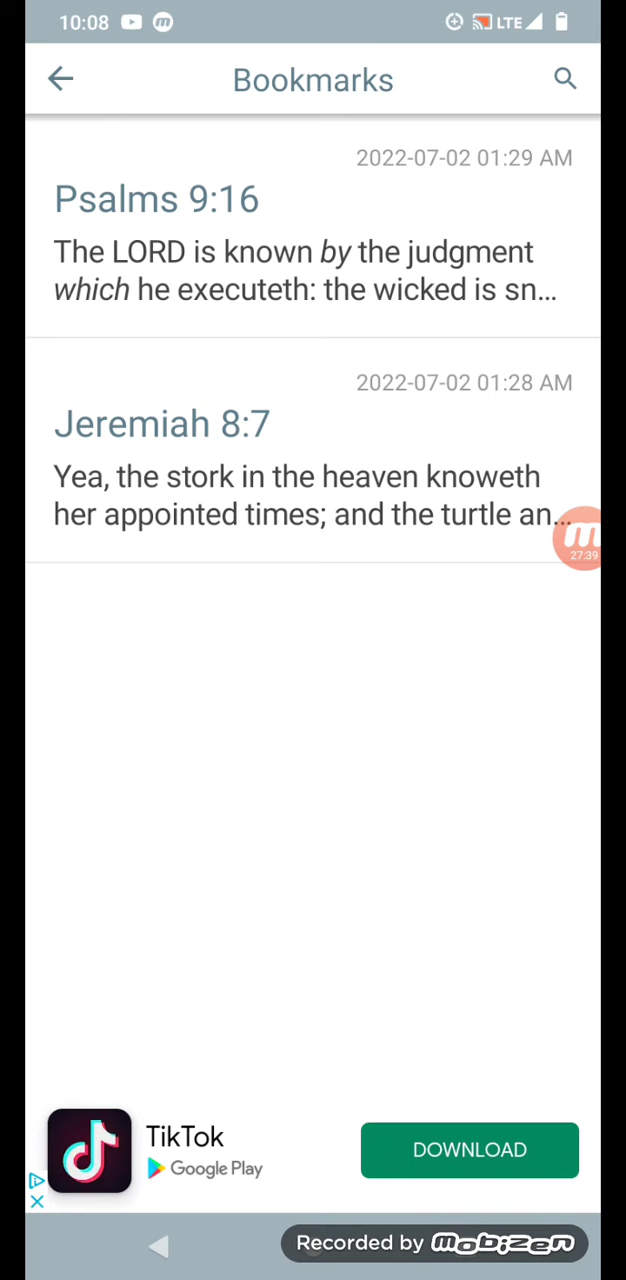 10:08 LTE
Bookmarks
2022-07-02 01:29 AM
Psalms 9:16
The LORD is known by the judgment
which he executeth: the wicked is sn...
2022-07-02 01:28 AM
Jeremiah 8:7
Yea, the stork in the heaven knoweth
her appointed times; and the turtle an...
m
27:39
TikTok
Google Play
DOWNLOAD
Recorded by mobizen